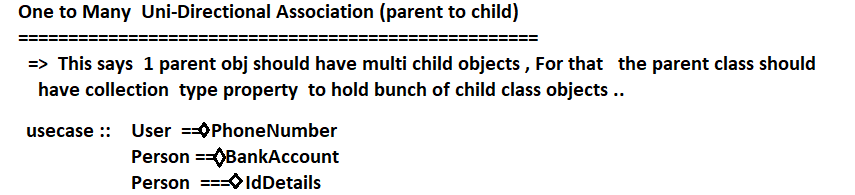 One to Many  Uni-Directional Association (parent to child)
====================================================
=>  This says  1 parent obj should have multi child objects , For that   the parent class should
have collection  type property  to hold bunch of child class objects ..
usecase ::    User  ==◇PhoneNumber
Person ==◇BankAccount
Person  ===◇IdDetails